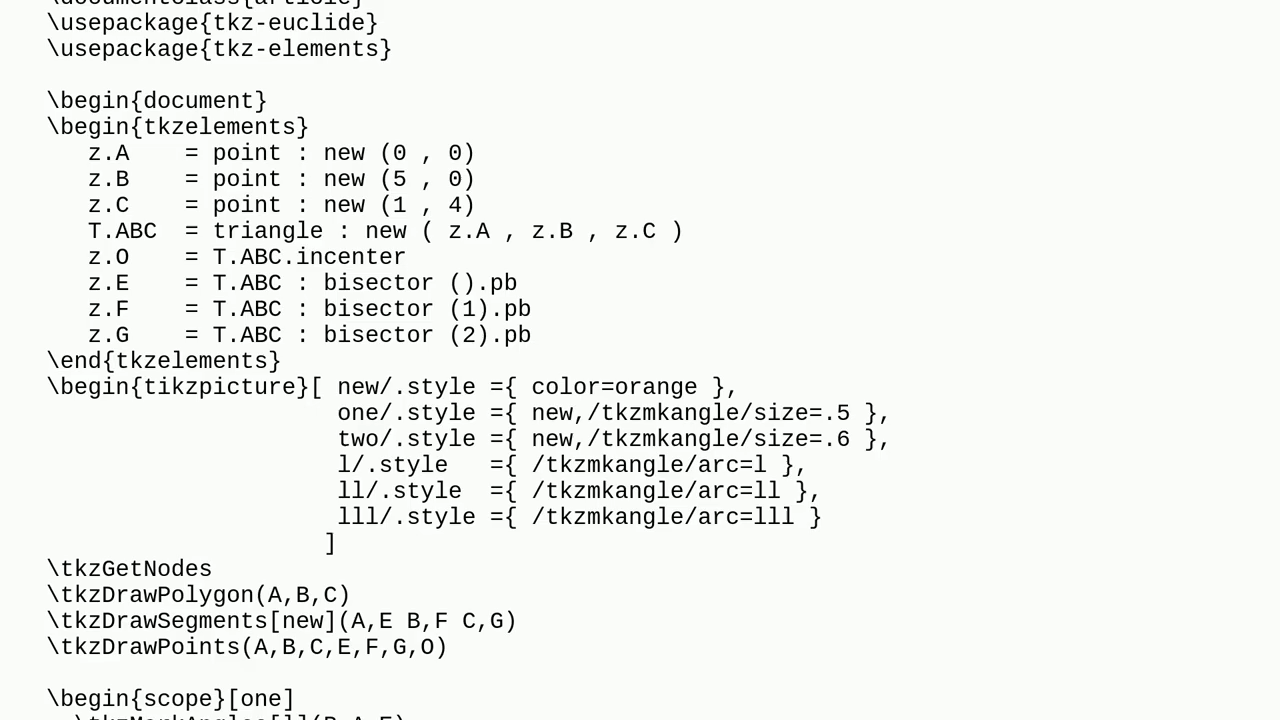 \documentclass{article}
\usepackage{tkz-euclide}
\usepackage{tkz-elements}

\begin{document}
\begin{tkzelements}
   z.A    = point : new (0 , 0)
   z.B    = point : new (5 , 0)
   z.C    = point : new (1 , 4)
   T.ABC  = triangle : new ( z.A , z.B , z.C )
   z.O    = T.ABC.incenter
   z.E    = T.ABC : bisector ().pb
   z.F    = T.ABC : bisector (1).pb
   z.G    = T.ABC : bisector (2).pb
\end{tkzelements}
\begin{tikzpicture}[ new/.style ={ color=orange },
                     one/.style ={ new,/tkzmkangle/size=.5 },
                     two/.style ={ new,/tkzmkangle/size=.6 },
                     l/.style   ={ /tkzmkangle/arc=l },
                     ll/.style  ={ /tkzmkangle/arc=ll },
                     lll/.style ={ /tkzmkangle/arc=lll }
                    ]
\tkzGetNodes
\tkzDrawPolygon(A,B,C)
\tkzDrawSegments[new](A,E B,F C,G)
\tkzDrawPoints(A,B,C,E,F,G,O)

\begin{scope}[one]
  \tkzMarkAngles[l](B,A,E)